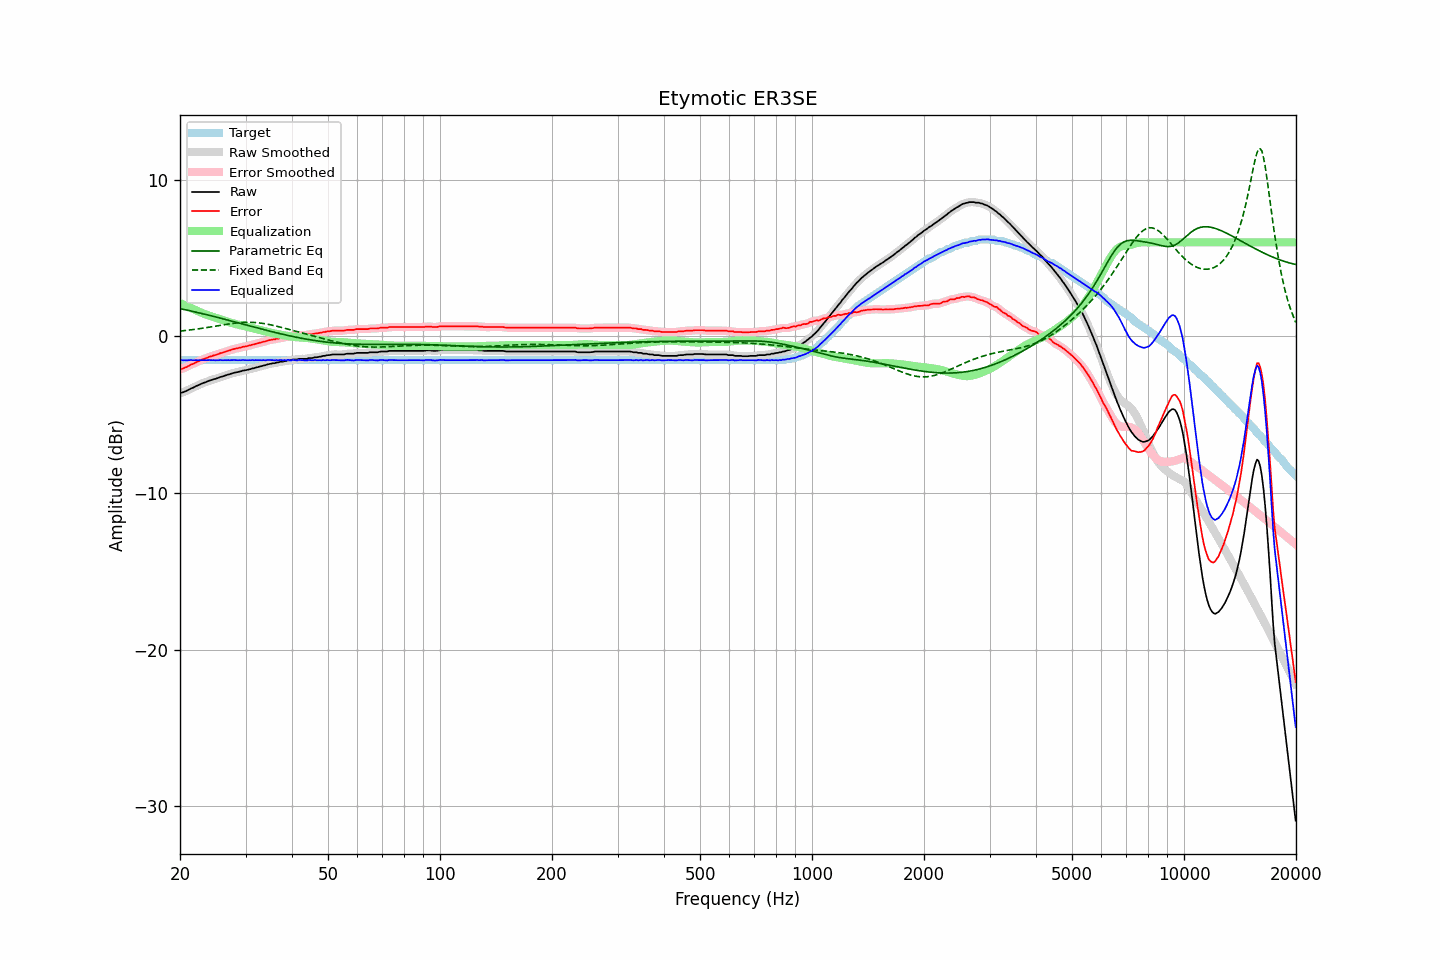 Etymotic ER3SE
Target
Raw Smoothed
Error Smoothed
Raw
Error
Equalization
Parametric Eq
Fixed Band Eq
Equalized
10
0
−10
−20
−30
Amplitude (dBr)
20 50 100 200 500 1000 2000 5000 10000 20000
Frequency (Hz)